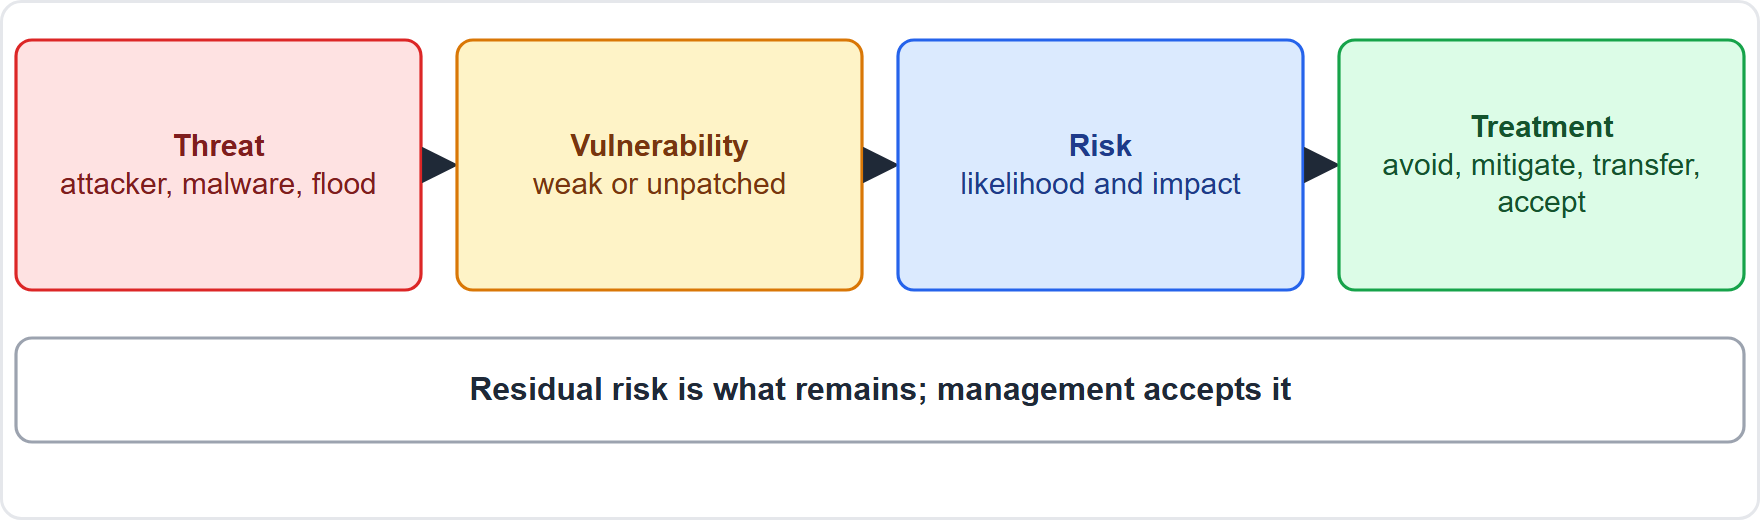 Threat
attacker, malware, flood
Vulnerability
weak or unpatched
Risk
likelihood and impact
Treatment
avoid, mitigate, transfer,
accept
Residual risk is what remains; management accepts it